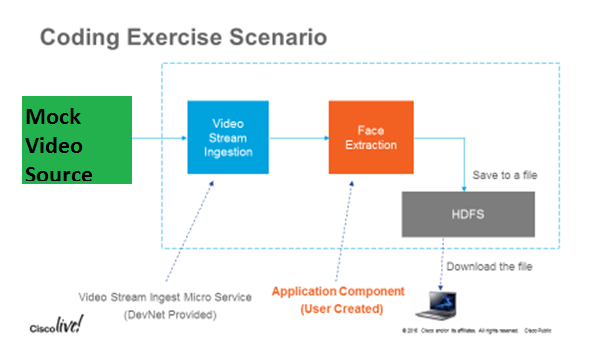 Coding Exercise Scenario
Mock
Video
Source
Video
Stream
Ingestion
Face
Extraction
Save to a file
HDFS
Download the file
Video Stream Ingest Micro Service
(DevNet Provided)
Application Component
(User Created)
Cisco live!
© 2016 Cisco and/or its affiliates. All rights reserved. Cisco Public